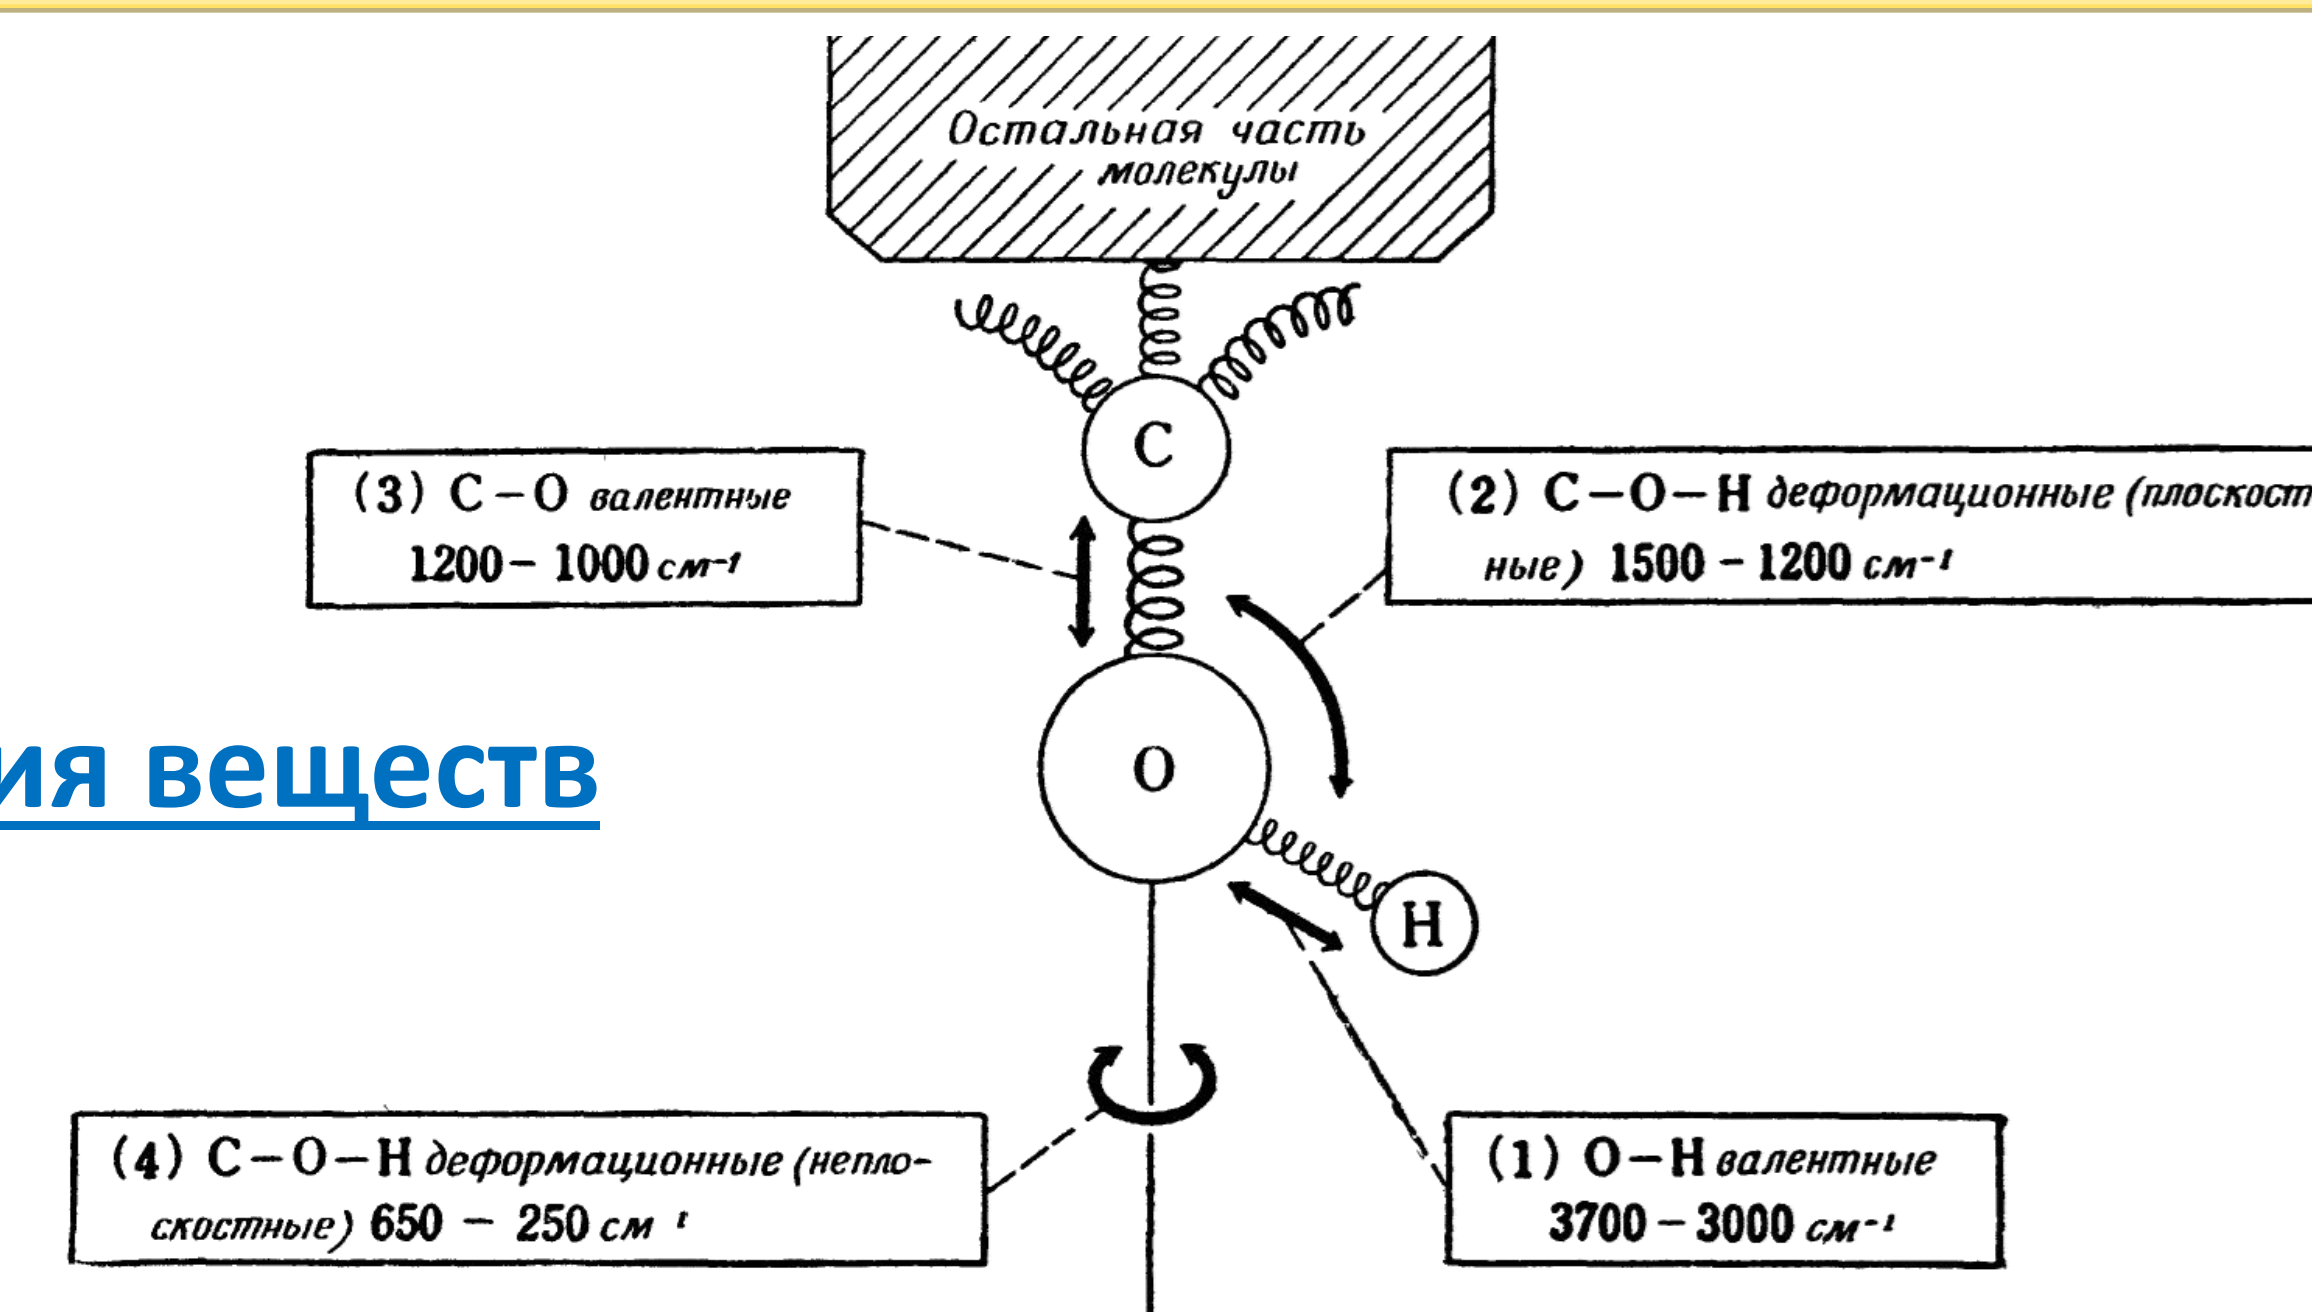 Остальная часть
молекулы
C
(3) C – O валентные
1200 – 1000 см⁻¹
(2) C – O – H деформационные (плоскост
ные) 1500 – 1200 см⁻¹
ия веществ
O
H
(4) C – O – H деформационные (непло-
скостные) 650 – 250 см ¹
(1) O – H валентные
3700 – 3000 см⁻¹